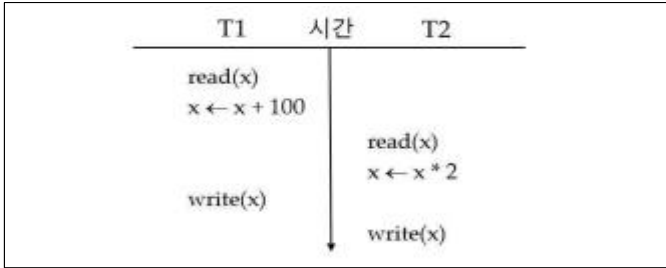 T1 시간 T2
read(x)
x ← x + 100
read(x)
x ← x * 2
write(x)
write(x)